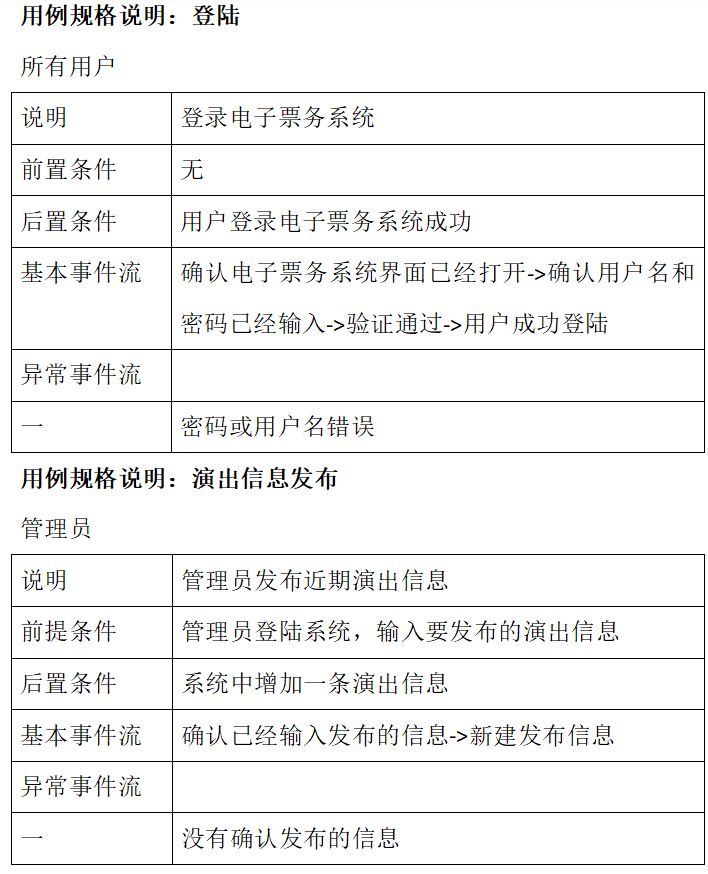 用例规格说明：登陆
所有用户
说明 登录电子票务系统
前置条件 无
后置条件 用户登录电子票务系统成功
基本事件流 确认电子票务系统界面已经打开->确认用户名和
密码已经输入->验证通过->用户成功登陆
异常事件流
一 密码或用户名错误
用例规格说明：演出信息发布
管理员
说明 管理员发布近期演出信息
前提条件 管理员登陆系统，输入要发布的演出信息
后置条件 系统中增加一条演出信息
基本事件流 确认已经输入发布的信息->新建发布信息
异常事件流
一 没有确认发布的信息